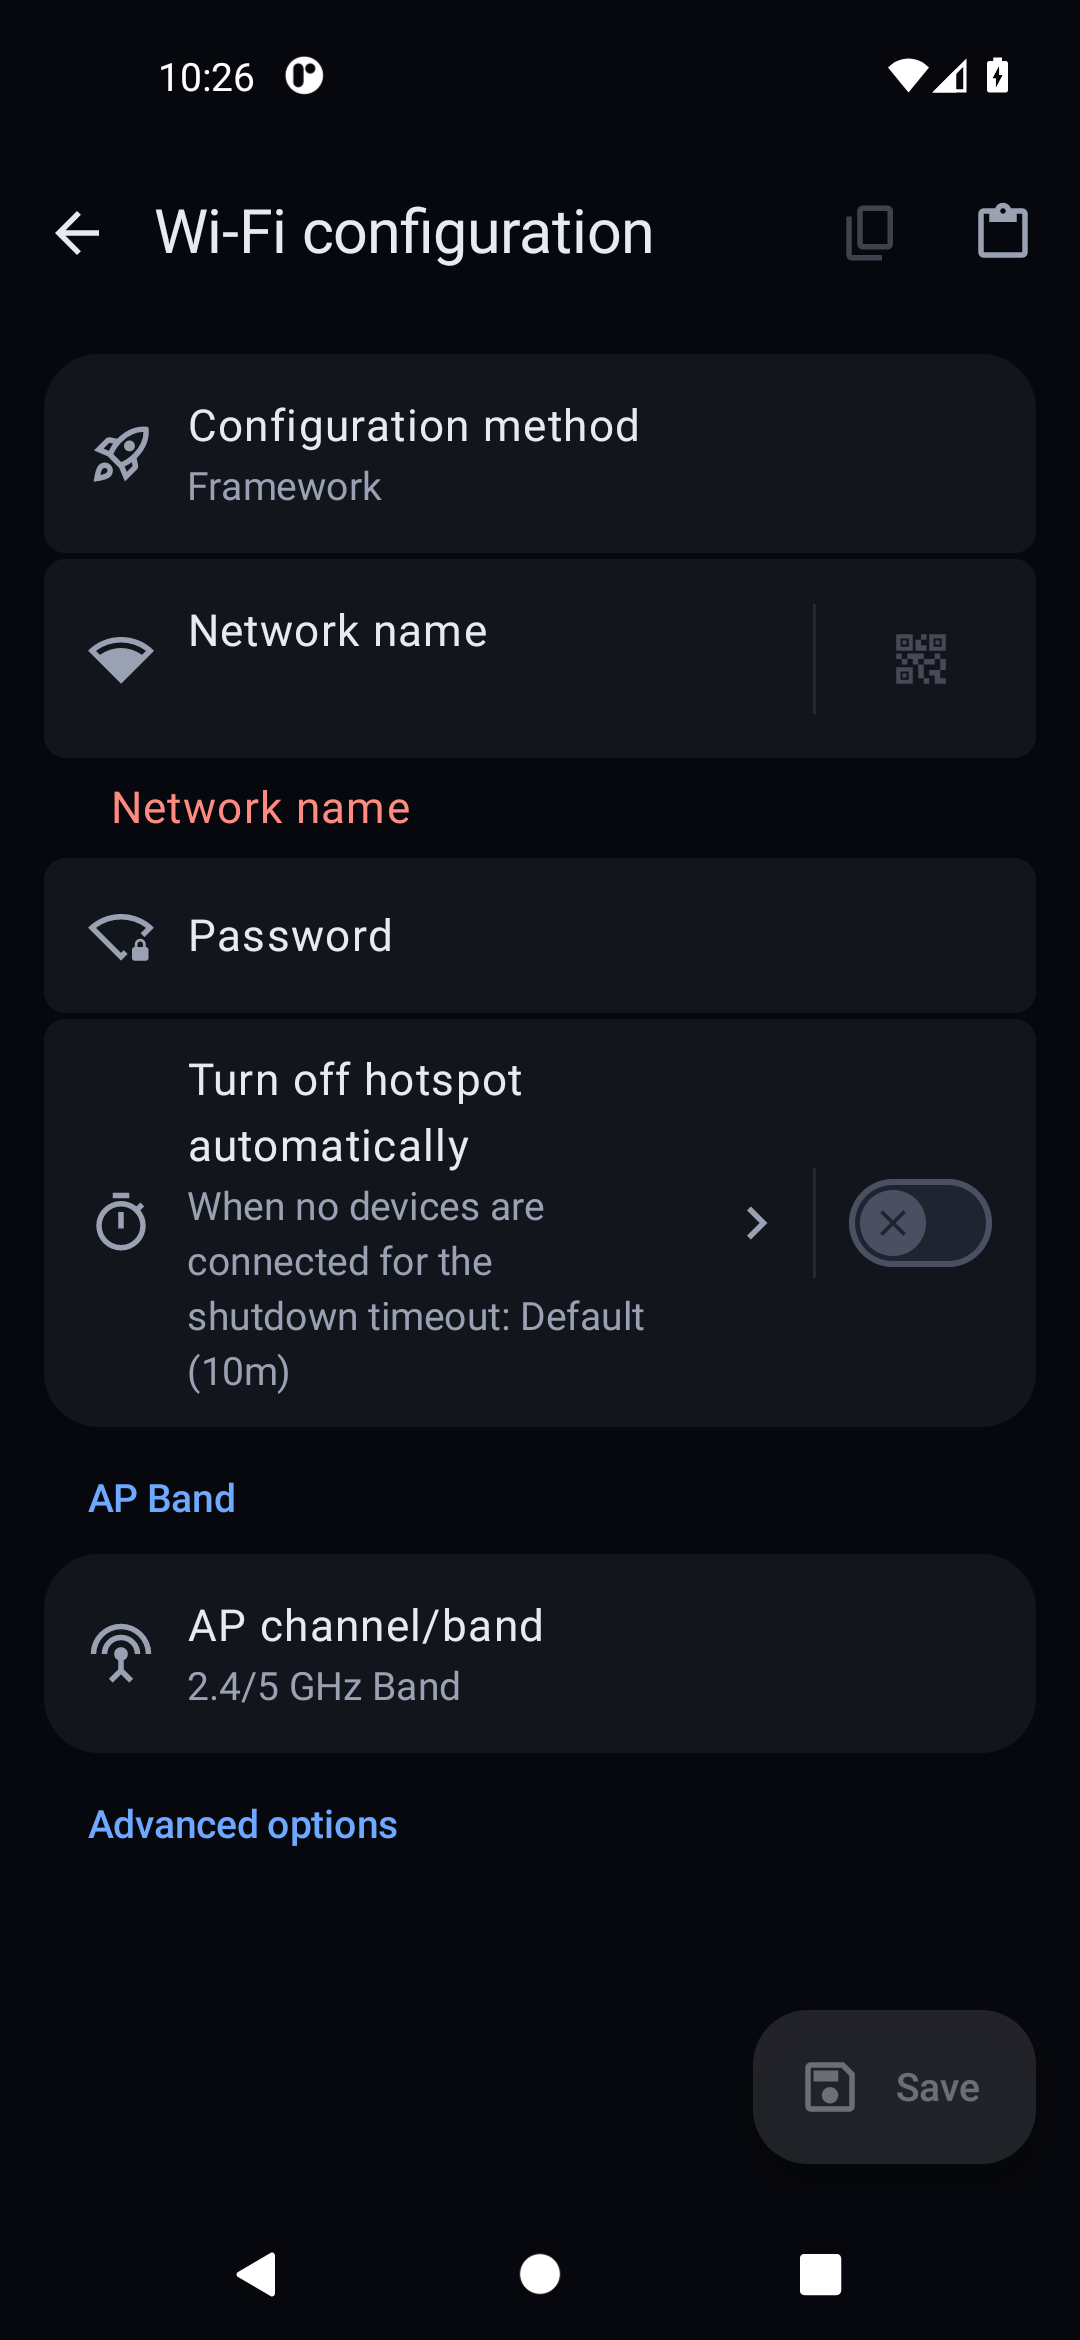 10:26
Wi-Fi configuration
Configuration method
Framework
Network name
Network name
Password
Turn off hotspot
automatically
When no devices are
connected for the
shutdown timeout: Default
(10m)
AP Band
AP channel/band
2.4/5 GHz Band
Advanced options
Save